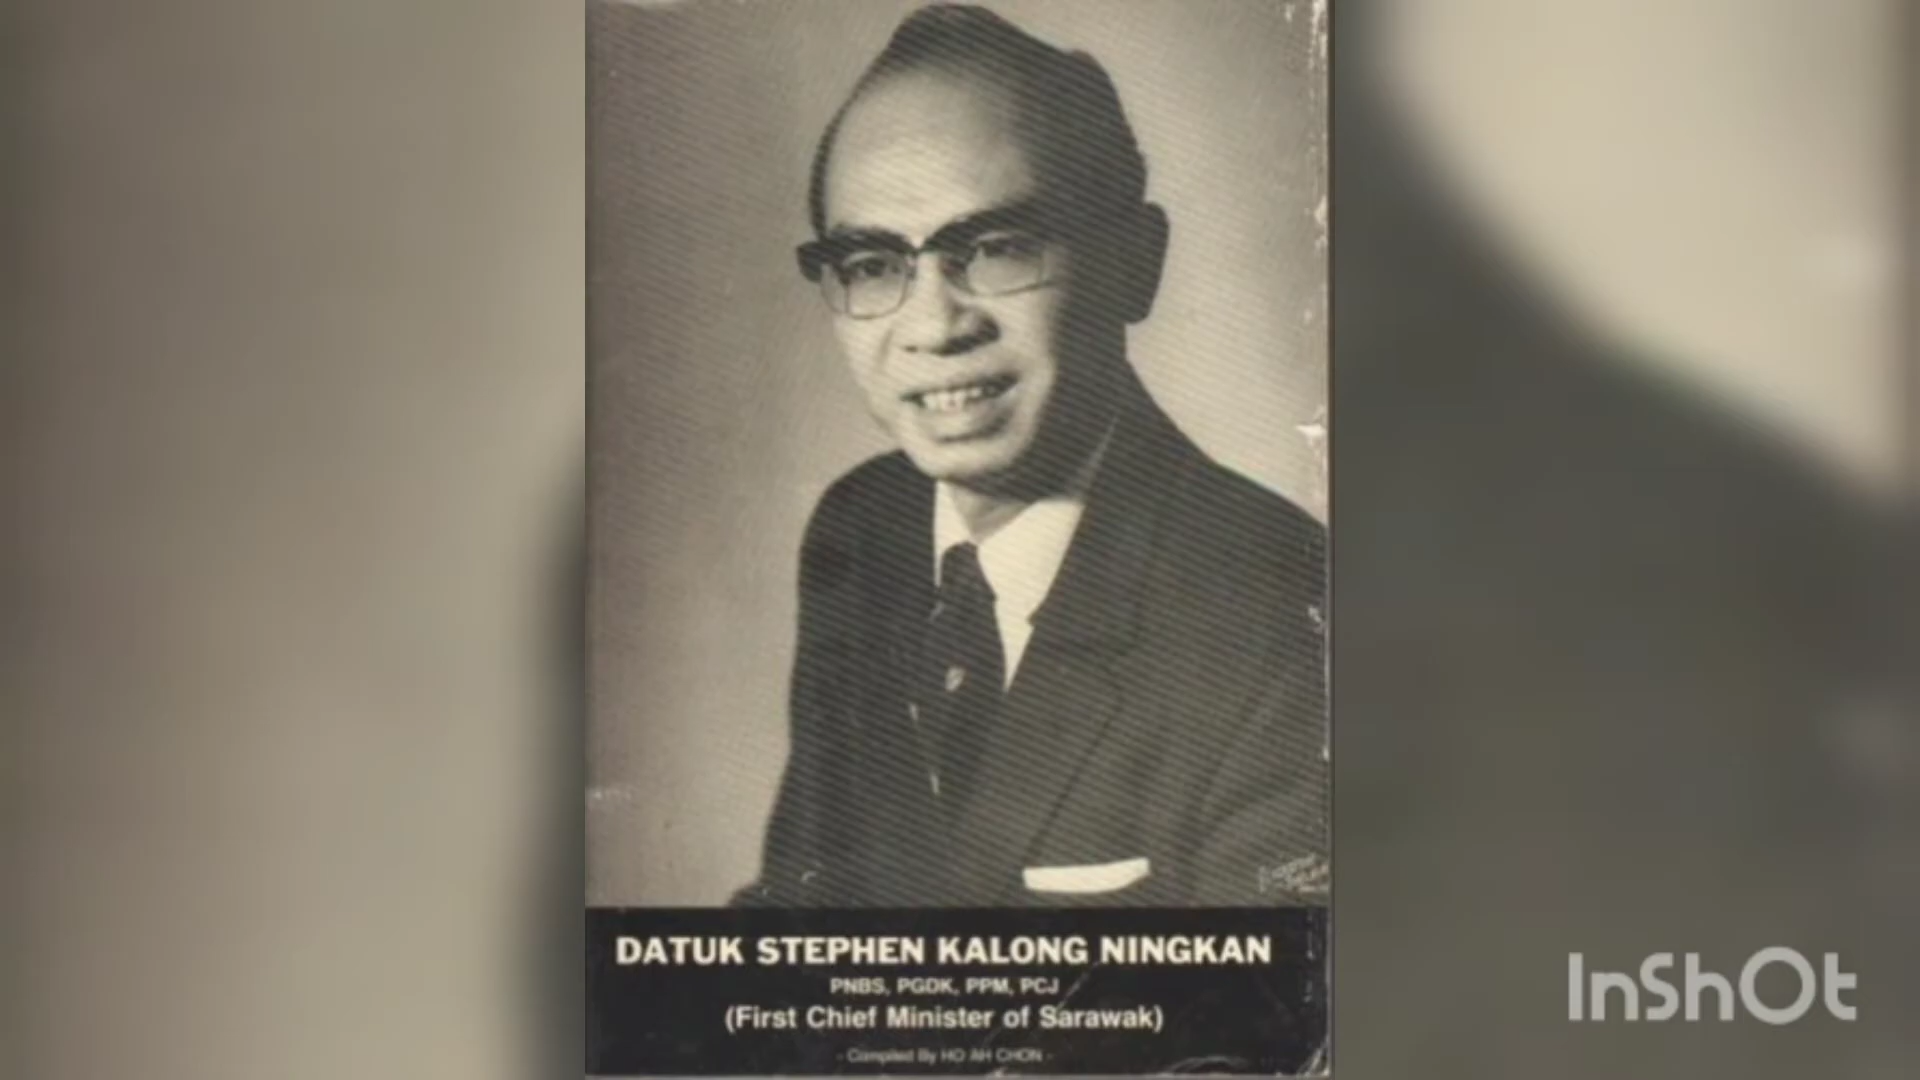 DATUK STEPHEN KALONG NINGKAN
PNBS, PGDK, PPM, PCJ
(First Chief Minister of Sarawak)
- Compiled By HO AH CHON -
InShOt